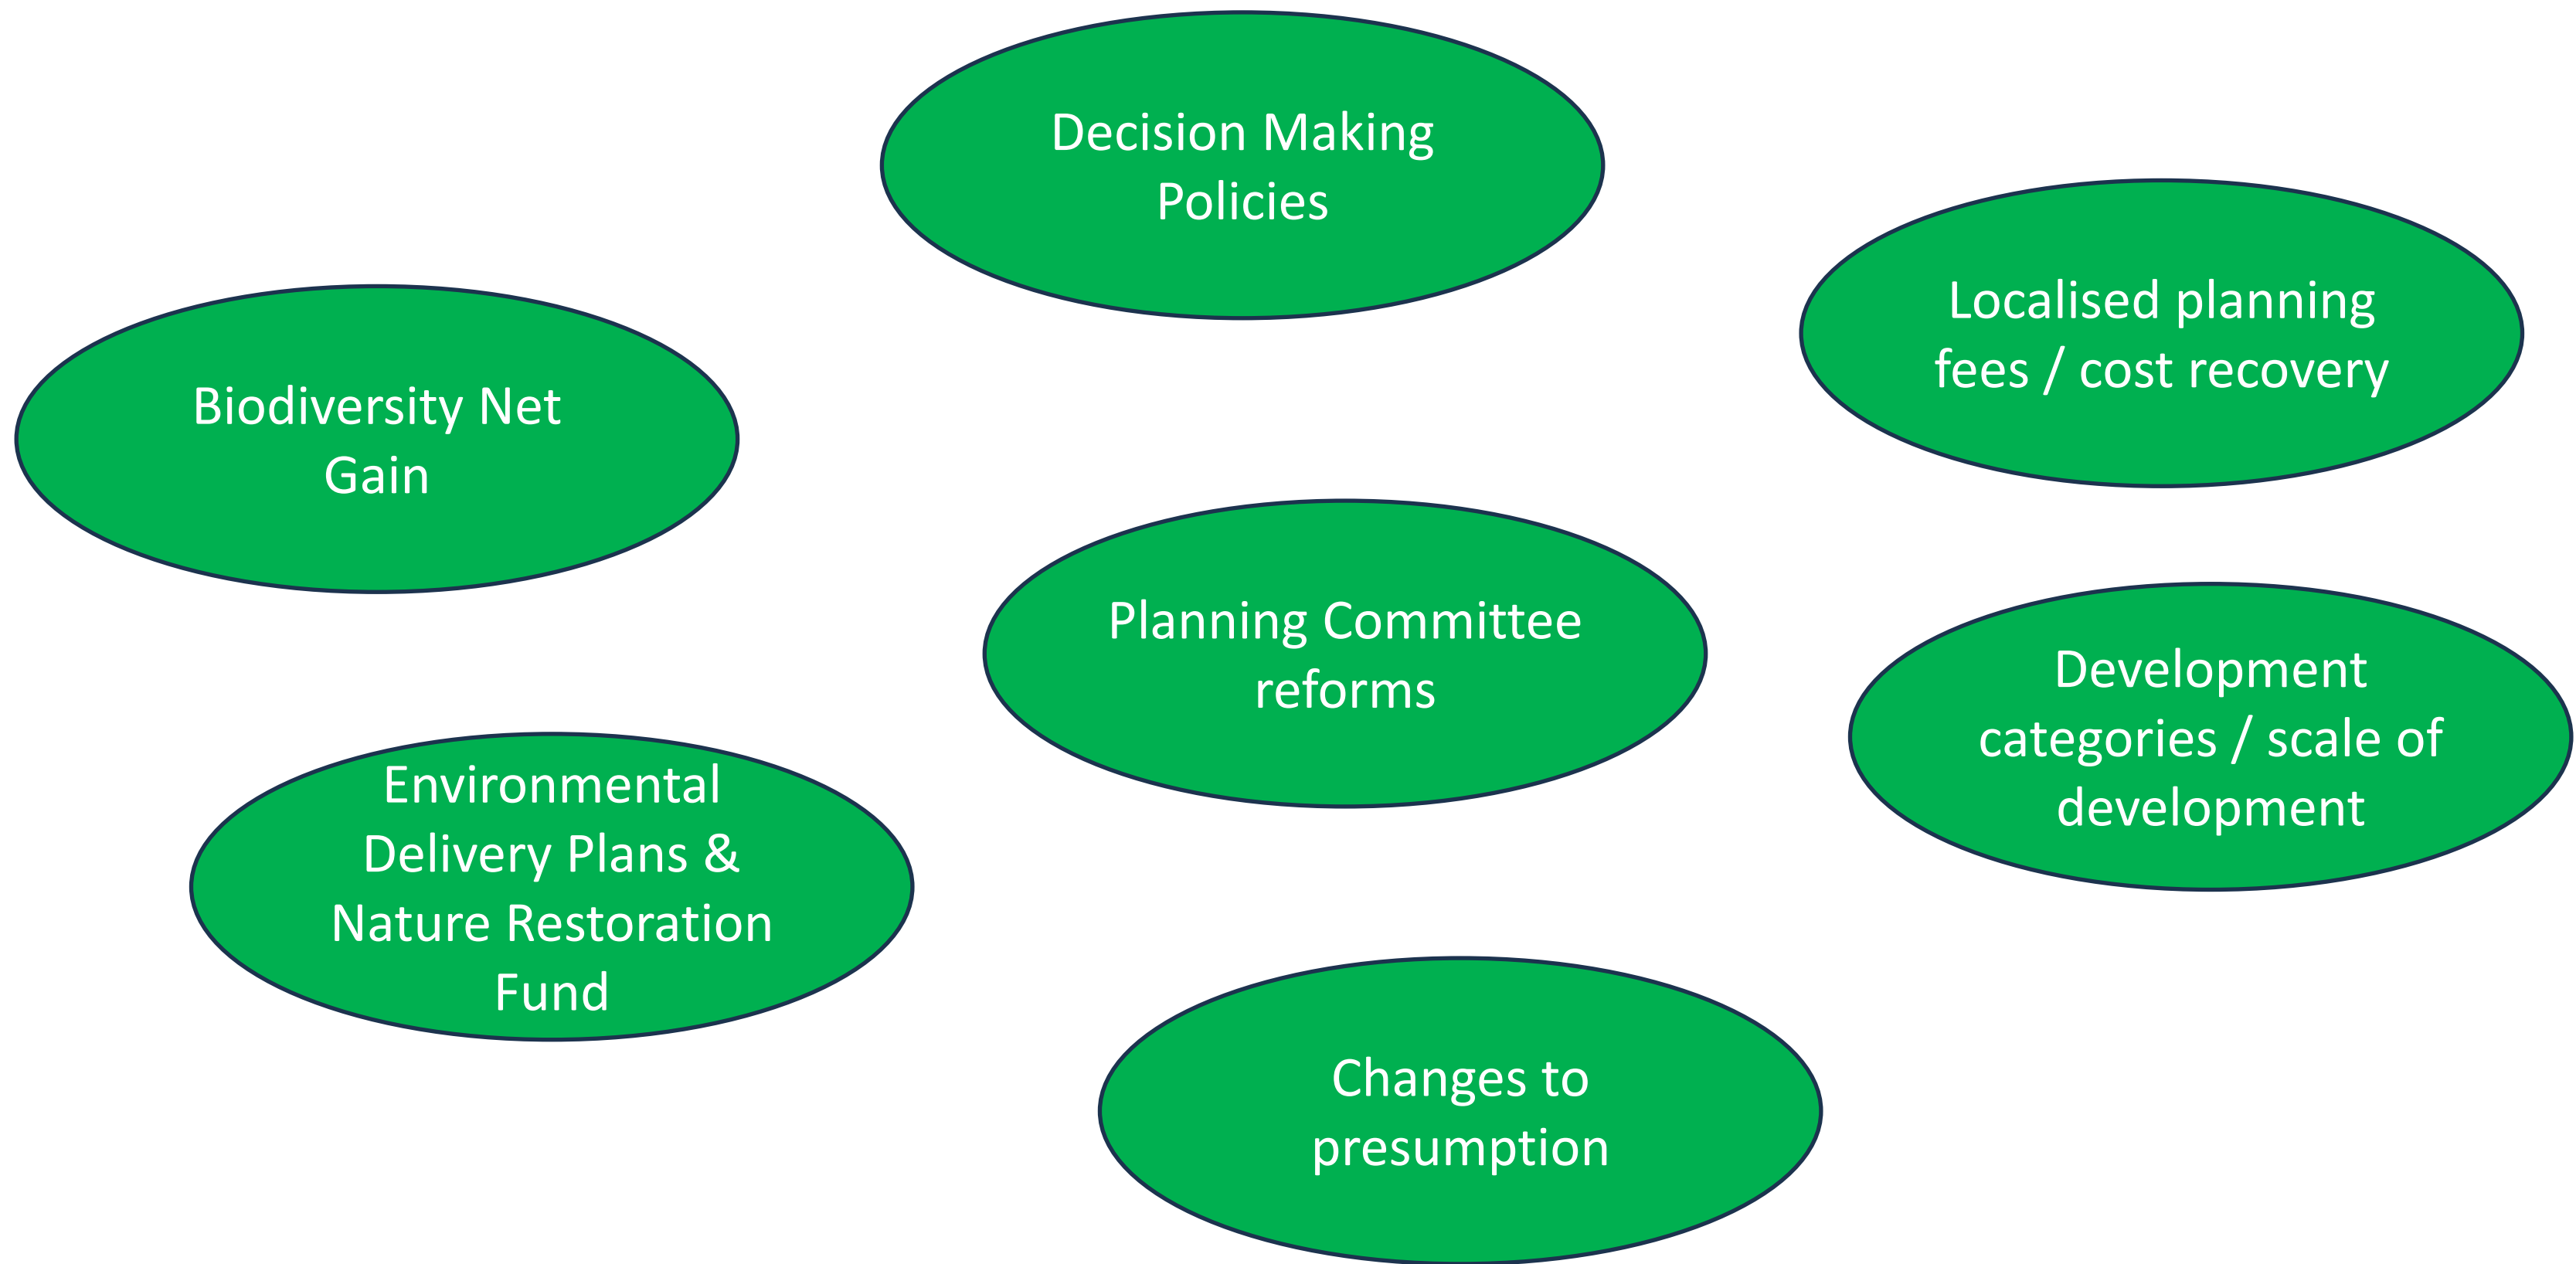 Decision Making
Policies
Localised planning
fees / cost recovery
Biodiversity Net
Gain
Planning Committee
reforms
Development
categories / scale of
development
Environmental
Delivery Plans &
Nature Restoration
Fund
Changes to
presumption